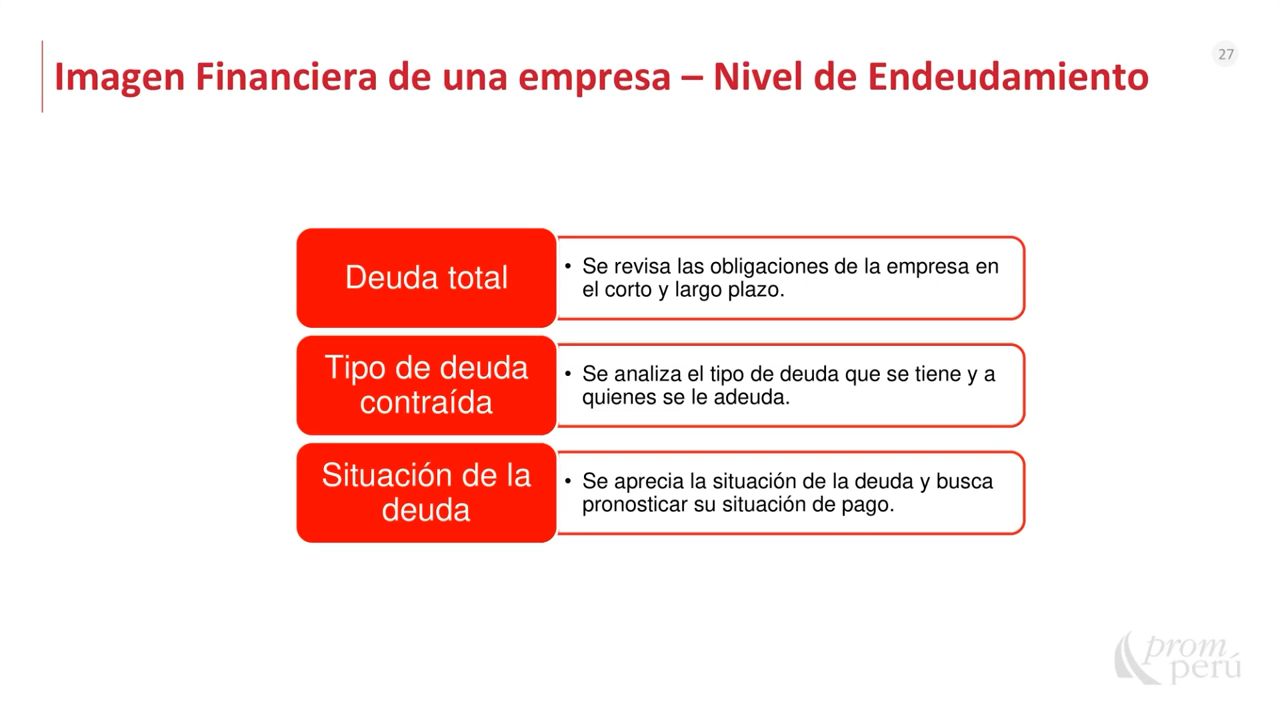 27
Imagen Financiera de una empresa – Nivel de Endeudamiento
Deuda total
• Se revisa las obligaciones de la empresa en
el corto y largo plazo.
Tipo de deuda
contraída
• Se analiza el tipo de deuda que se tiene y a
quienes se le adeuda.
Situación de la
deuda
• Se aprecia la situación de la deuda y busca
pronosticar su situación de pago.
prom
perú